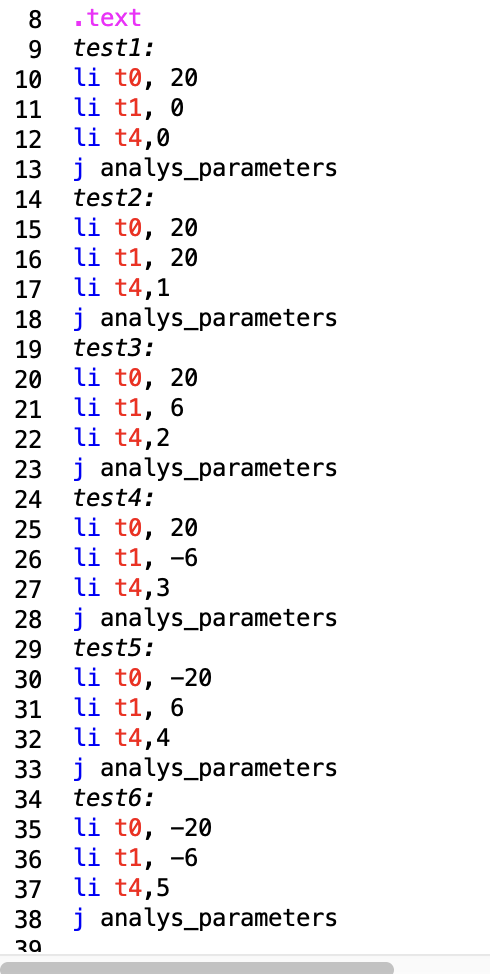 8 .text
9 test1:
10 li t0, 20
11 li t1, 0
12 li t4,0
13 j analys_parameters
14 test2:
15 li t0, 20
16 li t1, 20
17 li t4,1
18 j analys_parameters
19 test3:
20 li t0, 20
21 li t1, 6
22 li t4,2
23 j analys_parameters
24 test4:
25 li t0, 20
26 li t1, -6
27 li t4,3
28 j analys_parameters
29 test5:
30 li t0, -20
31 li t1, 6
32 li t4,4
33 j analys_parameters
34 test6:
35 li t0, -20
36 li t1, -6
37 li t4,5
38 j analys_parameters
39